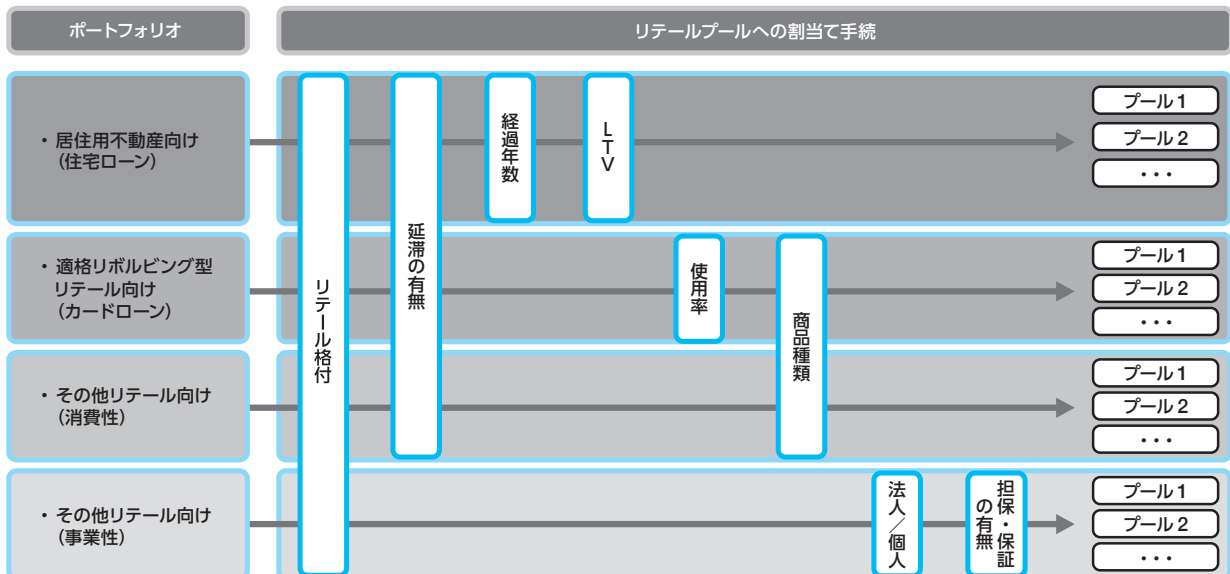 ポートフォリオ
リテールプールへの割当て手続
・居住用不動産向け
（住宅ローン）
リテール格付
延滞の有無
経過年数
LTV
プール1
プール2
・・・
・適格リボルビング型
リテール向け
（カードローン）
使用率
商品種類
プール1
プール2
・・・
・その他リテール向け
（消費性）
プール1
プール2
・・・
・その他リテール向け
（事業性）
法人／個人
担保・保証
の有無
プール1
プール2
・・・